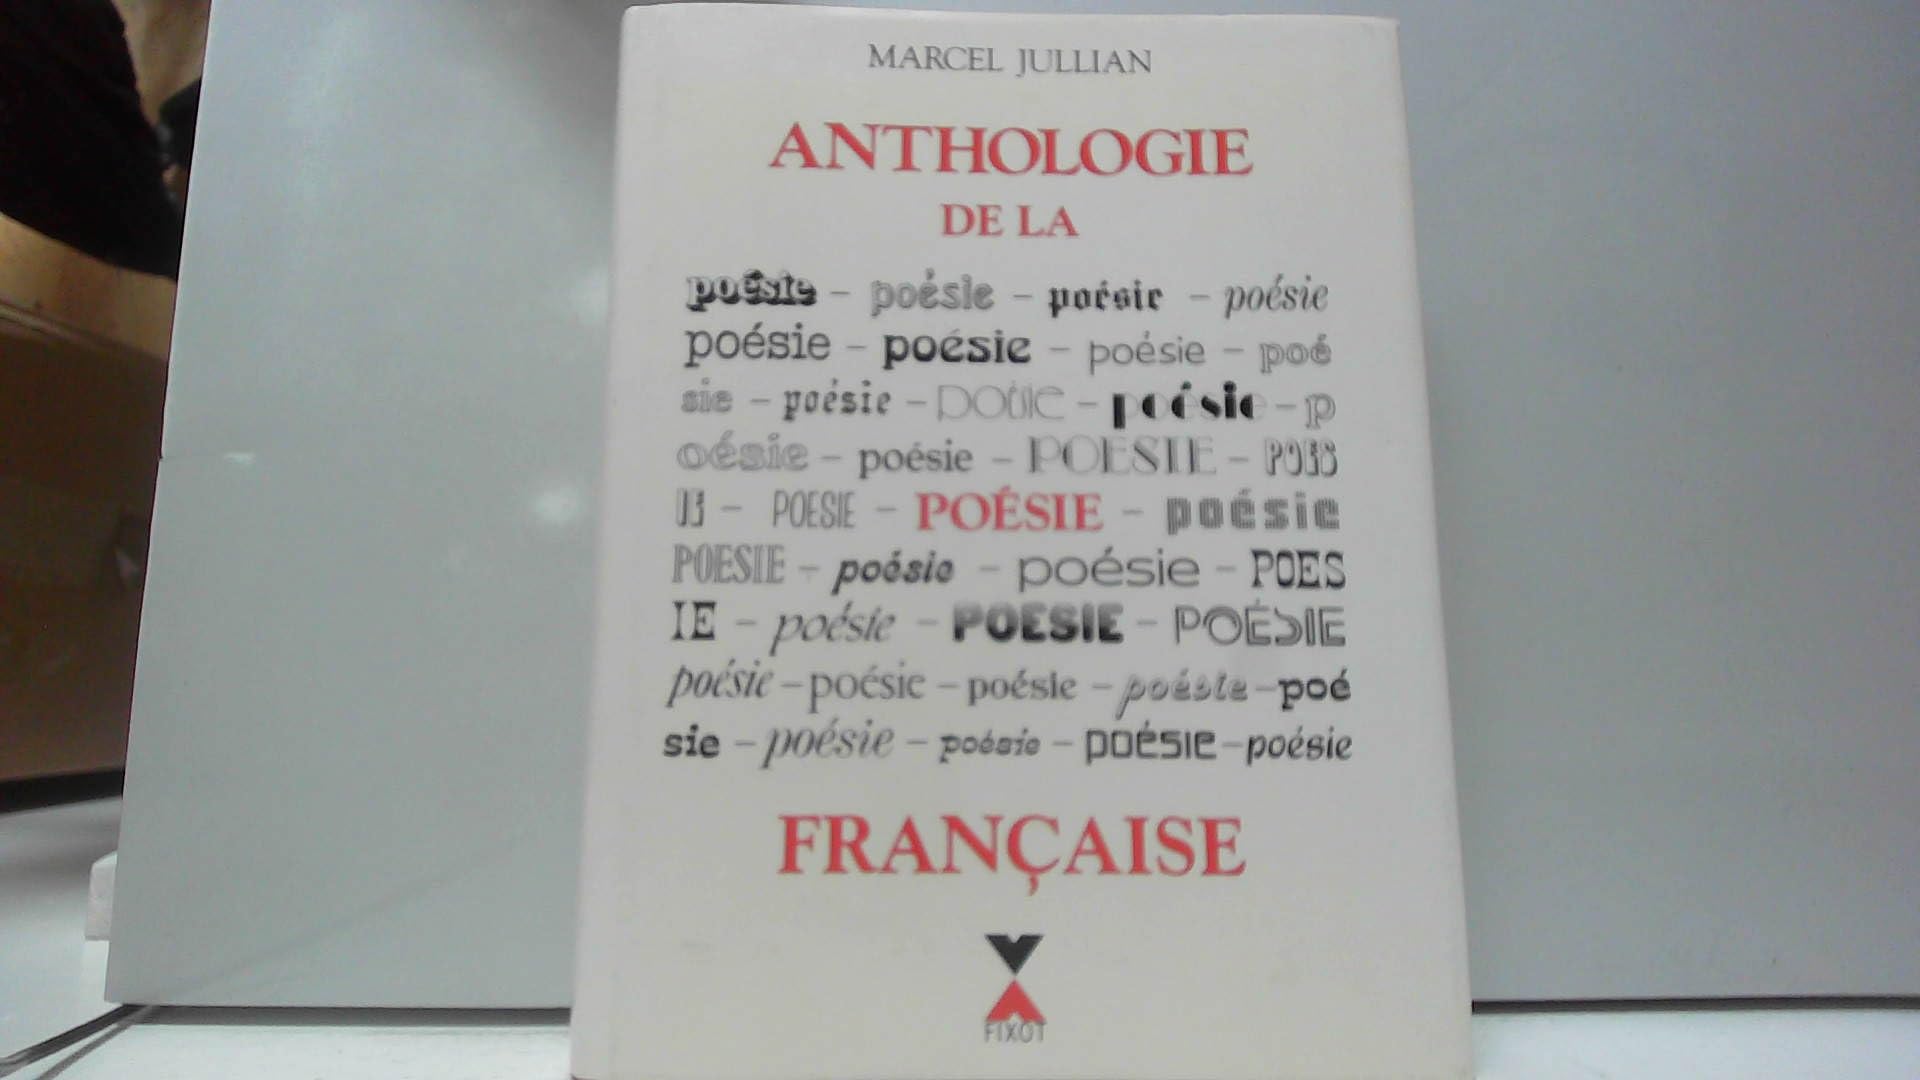 MARCEL JULLIAN
ANTHOLOGIE
DE LA
poésie – poésie – poésie – poésie
poésie – poésie – poésie – poé
sie – poésie – poésie – poésie – p
oésie – poésie – POESIE – POES
IE – POESIE – POÉSIE – poésie
POESIE – poésie – poésie – POES
IE – poésie – POESIE – POÉSIE
poésie – poésie – poésie – poésie – poé
sie – poésie – poésie – poésie – poésie
FRANÇAISE
FIXOT